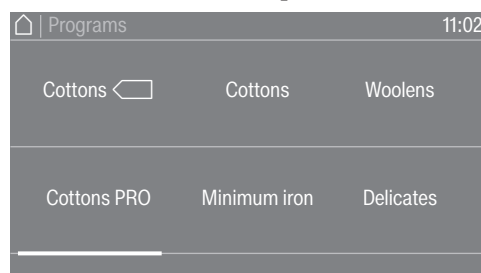 | Programs 11:02
Cottons Cottons Woolens
Cottons PRO Minimum iron Delicates